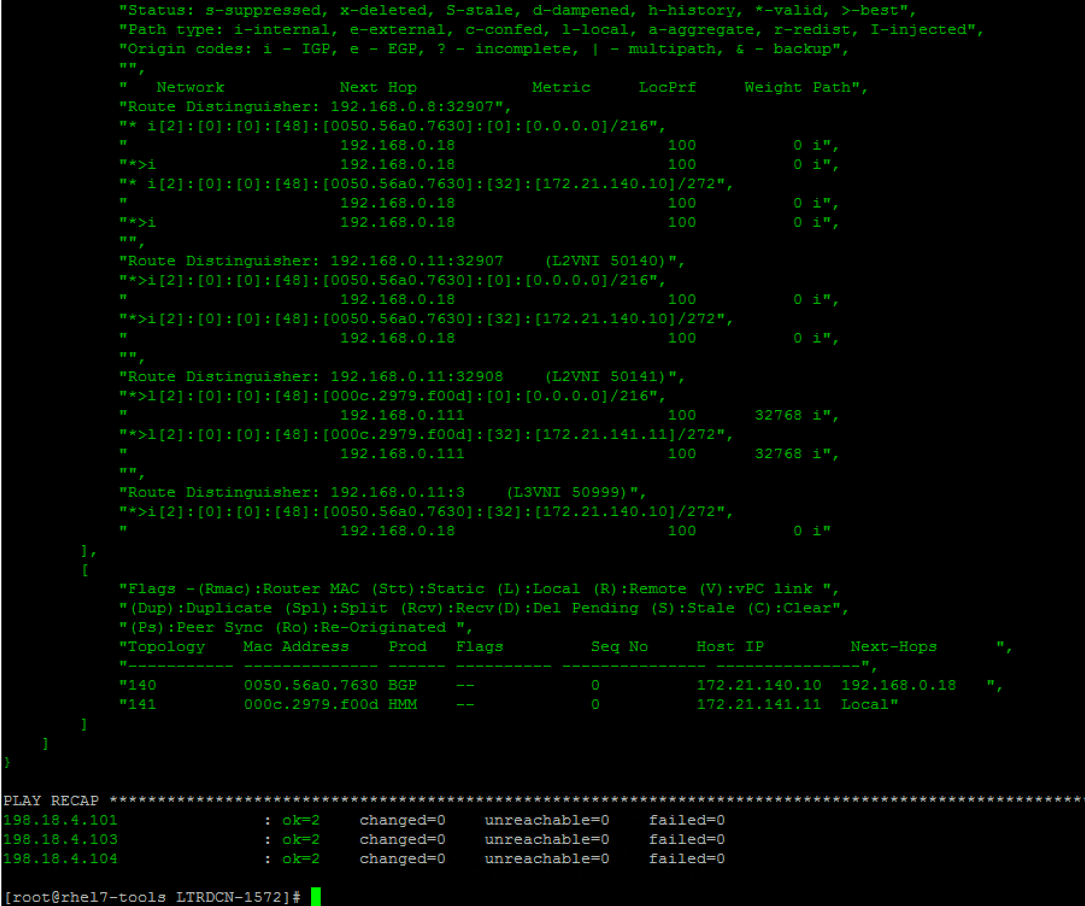 "Status: s-suppressed, x-deleted, S-stale, d-dampened, h-history, *-valid, >-best",
"Path type: i-internal, e-external, c-confed, l-local, a-aggregate, r-redist, I-injected",
"Origin codes: i - IGP, e - EGP, ? - incomplete, | - multipath, & - backup",
"",
"   Network            Next Hop            Metric     LocPrf     Weight Path",
"Route Distinguisher: 192.168.0.8:32907",
"* i[2]:[0]:[0]:[48]:[0050.56a0.7630]:[0]:[0.0.0.0]/216",
"                      192.168.0.18                      100          0 i",
"*>i                   192.168.0.18                      100          0 i",
"* i[2]:[0]:[0]:[48]:[0050.56a0.7630]:[32]:[172.21.140.10]/272",
"                      192.168.0.18                      100          0 i",
"*>i                   192.168.0.18                      100          0 i",
"",
"Route Distinguisher: 192.168.0.11:32907    (L2VNI 50140)",
"*>i[2]:[0]:[0]:[48]:[0050.56a0.7630]:[0]:[0.0.0.0]/216",
"                      192.168.0.18                      100          0 i",
"*>i[2]:[0]:[0]:[48]:[0050.56a0.7630]:[32]:[172.21.140.10]/272",
"                      192.168.0.18                      100          0 i",
"",
"Route Distinguisher: 192.168.0.11:32908    (L2VNI 50141)",
"*>l[2]:[0]:[0]:[48]:[000c.2979.f00d]:[0]:[0.0.0.0]/216",
"                      192.168.0.111                     100      32768 i",
"*>l[2]:[0]:[0]:[48]:[000c.2979.f00d]:[32]:[172.21.141.11]/272",
"                      192.168.0.111                     100      32768 i",
"",
"Route Distinguisher: 192.168.0.11:3    (L3VNI 50999)",
"*>i[2]:[0]:[0]:[48]:[0050.56a0.7630]:[32]:[172.21.140.10]/272",
"                      192.168.0.18                      100          0 i"
],
[
"Flags -(Rmac):Router MAC (Stt):Static (L):Local (R):Remote (V):vPC link ",
"(Dup):Duplicate (Spl):Split (Rcv):Recv(D):Del Pending (S):Stale (C):Clear",
"(Ps):Peer Sync (Ro):Re-Originated ",
"Topology    Mac Address    Prod   Flags         Seq No     Host IP         Next-Hops      ",
"----------- -------------- ------ ---------- --------------- ---------------",
"140         0050.56a0.7630 BGP    --            0          172.21.140.10  192.168.0.18   ",
"141         000c.2979.f00d HMM    --            0          172.21.141.11  Local"
]
]
}
PLAY RECAP *****************************************************************************************************
198.18.4.101               : ok=2    changed=0    unreachable=0    failed=0
198.18.4.103               : ok=2    changed=0    unreachable=0    failed=0
198.18.4.104               : ok=2    changed=0    unreachable=0    failed=0
[root@rhel7-tools LTRDCN-1572]#